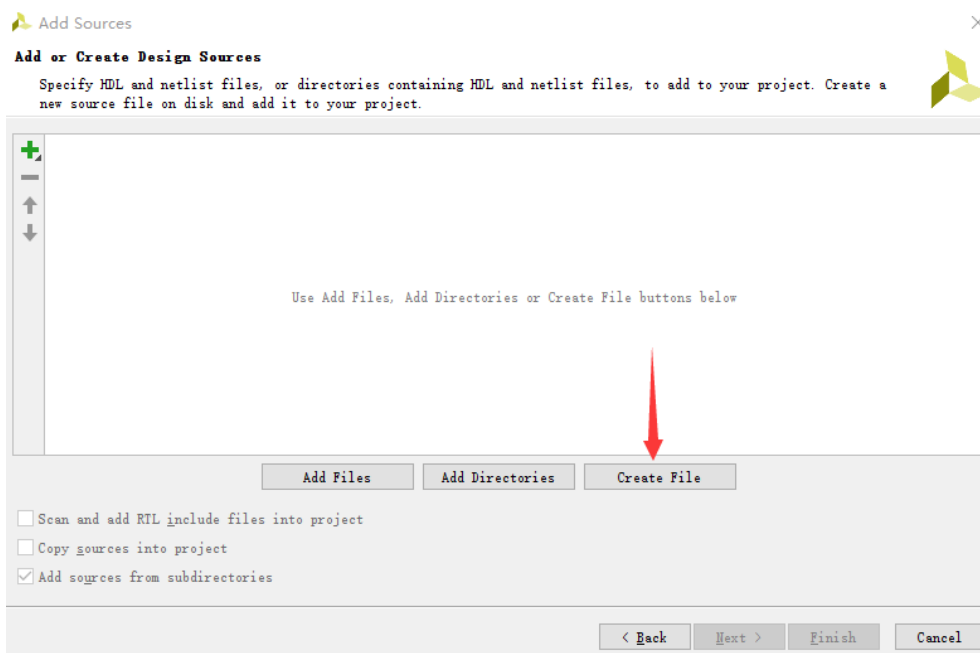 Add Sources
Add or Create Design Sources
Specify HDL and netlist files, or directories containing HDL and netlist files, to add to your project. Create a
new source file on disk and add it to your project.
Use Add Files, Add Directories or Create File buttons below
Add Files Add Directories Create File
Scan and add RTL include files into project
Copy sources into project
Add sources from subdirectories
< Back Next > Finish Cancel